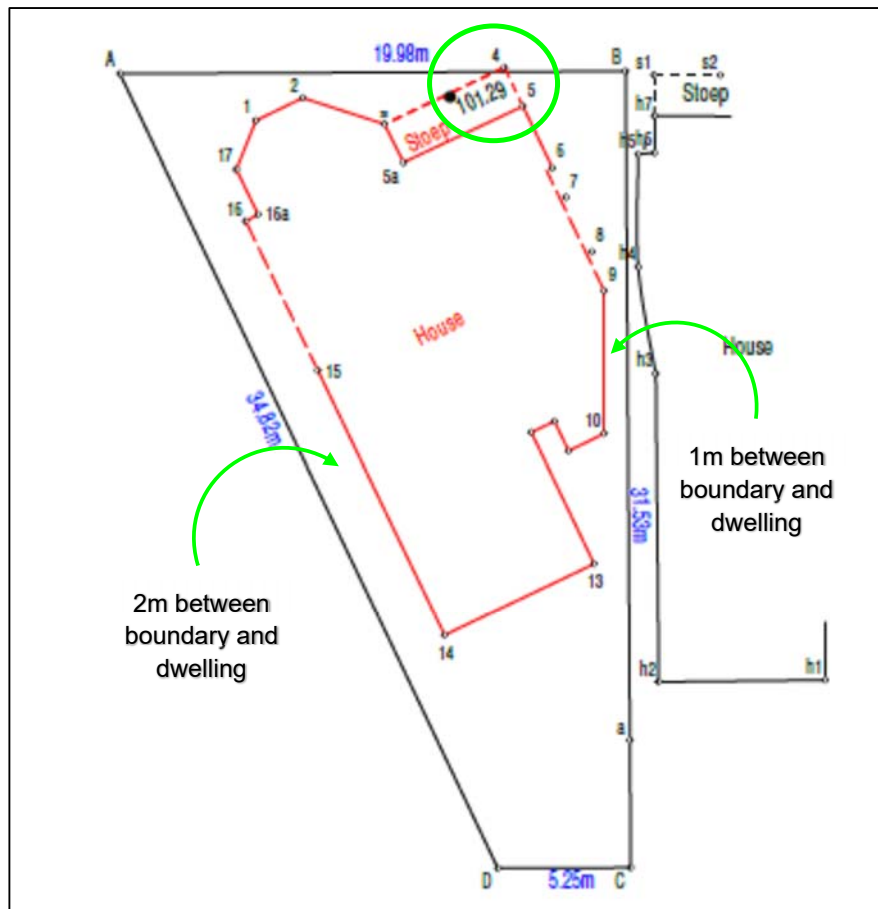 A
19.98m
4
B
s1
s2
Stoep
2
101.29
5
h7
1
Stoep
h5
h6
17
5a
6
16
16a
7
8
h4
9
House
House
h3
15
34.82m
10
1m between
boundary and
dwelling
31.53m
2m between
boundary and
dwelling
13
14
h2
h1
a
D
5.25m
C